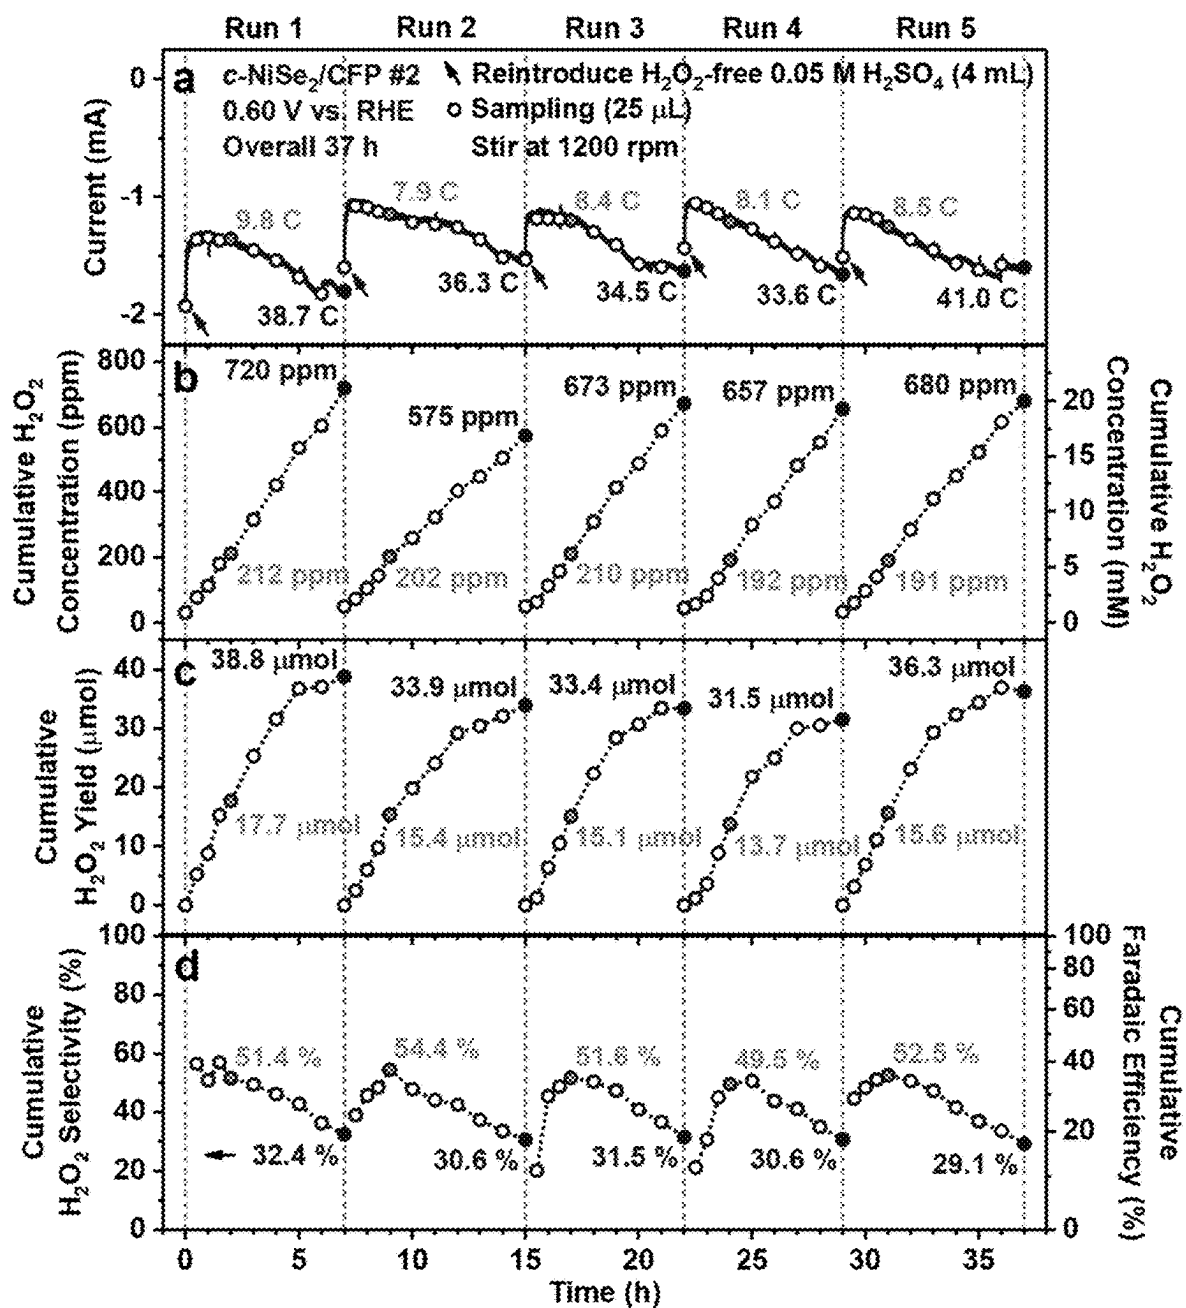 Run 1 Run 2 Run 3 Run 4 Run 5
a
c-NiSe₂/CFP #2
0.60 V vs. RHE
Overall 37 h
Reintroduce H₂O₂-free 0.05 M H₂SO₄ (4 mL)
Sampling (25 μL)
Stir at 1200 rpm
Current (mA)
0
-1
-2
9.8 C 7.9 C 8.4 C 8.1 C 8.5 C
38.7 C 36.3 C 34.5 C 33.6 C 41.0 C
b
Cumulative H₂O₂
Concentration (ppm)
800
600
400
200
0
720 ppm 575 ppm 673 ppm 657 ppm 680 ppm
212 ppm 202 ppm 210 ppm 192 ppm 191 ppm
20
15
10
5
0
Cumulative H₂O₂
Concentration (mM)
c
Cumulative
H₂O₂ Yield (μmol)
40
30
20
10
0
38.8 μmol 33.9 μmol 33.4 μmol 31.5 μmol 36.3 μmol
17.7 μmol 15.4 μmol 15.1 μmol 13.7 μmol 15.6 μmol
d
Cumulative
H₂O₂ Selectivity (%)
100
80
60
40
20
0
51.4 % 54.4 % 51.6 % 49.5 % 52.5 %
32.4 % 30.6 % 31.5 % 30.6 % 29.1 %
100
80
60
40
20
0
Cumulative
Faradaic Efficiency (%)
0 5 10 15 20 25 30 35
Time (h)